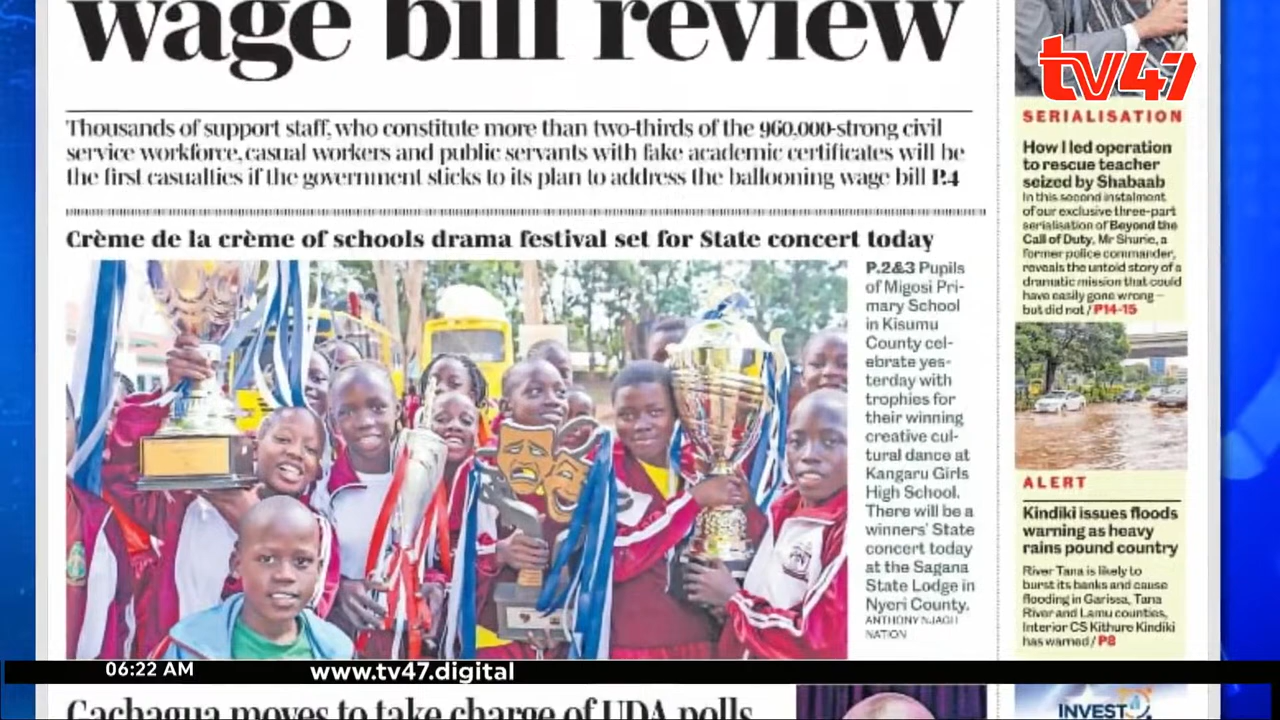 wage bill review
Thousands of support staff, who constitute more than two-thirds of the 960,000-strong civil
service workforce, casual workers and public servants with fake academic certificates will be
the first casualties if the government sticks to its plan to address the ballooning wage bill P.4
Crème de la crème of schools drama festival set for State concert today
P.2&3 Pupils
of Migosi Pri-
mary School
in Kisumu
County cel-
ebrate yes-
terday with
trophies for
their winning
creative cul-
tural dance at
Kangaru Girls
High School.
There will be a
winners' State
concert today
at the Sagana
State Lodge in
Nyeri County.
ANTHONY NJAGI |
NATION
tv47
SERIALISATION
How I led operation
to rescue teacher
seized by Shabaab
In this second instalment
of our exclusive three-part
serialisation of Beyond the
Call of Duty, Mr Shurie, a
former police commander,
reveals the untold story of a
dramatic mission that could
have easily gone wrong —
but did not / P14-15
ALERT
Kindiki issues floods
warning as heavy
rains pound country
River Tana is likely to
burst its banks and cause
flooding in Garissa, Tana
River and Lamu counties,
Interior CS Kithure Kindiki
has warned / P8
06:22 AM
www.tv47.digital
Gachagua moves to take charge of UDA polls
INVEST